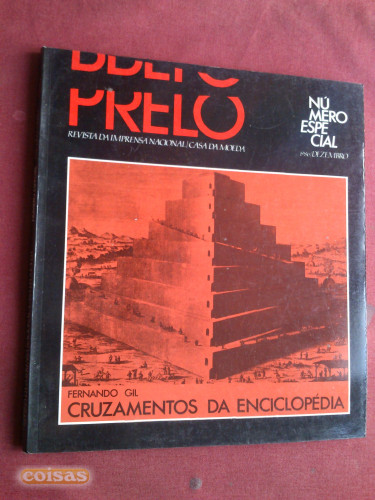 PRELO
REVISTA DA IMPRENSA NACIONAL / CASA DA MOEDA
NÚ
MERO
ESPE
CIAL
1986 / DEZEMBRO
FERNANDO GIL
CRUZAMENTOS DA ENCICLOPÉDIA
coisas